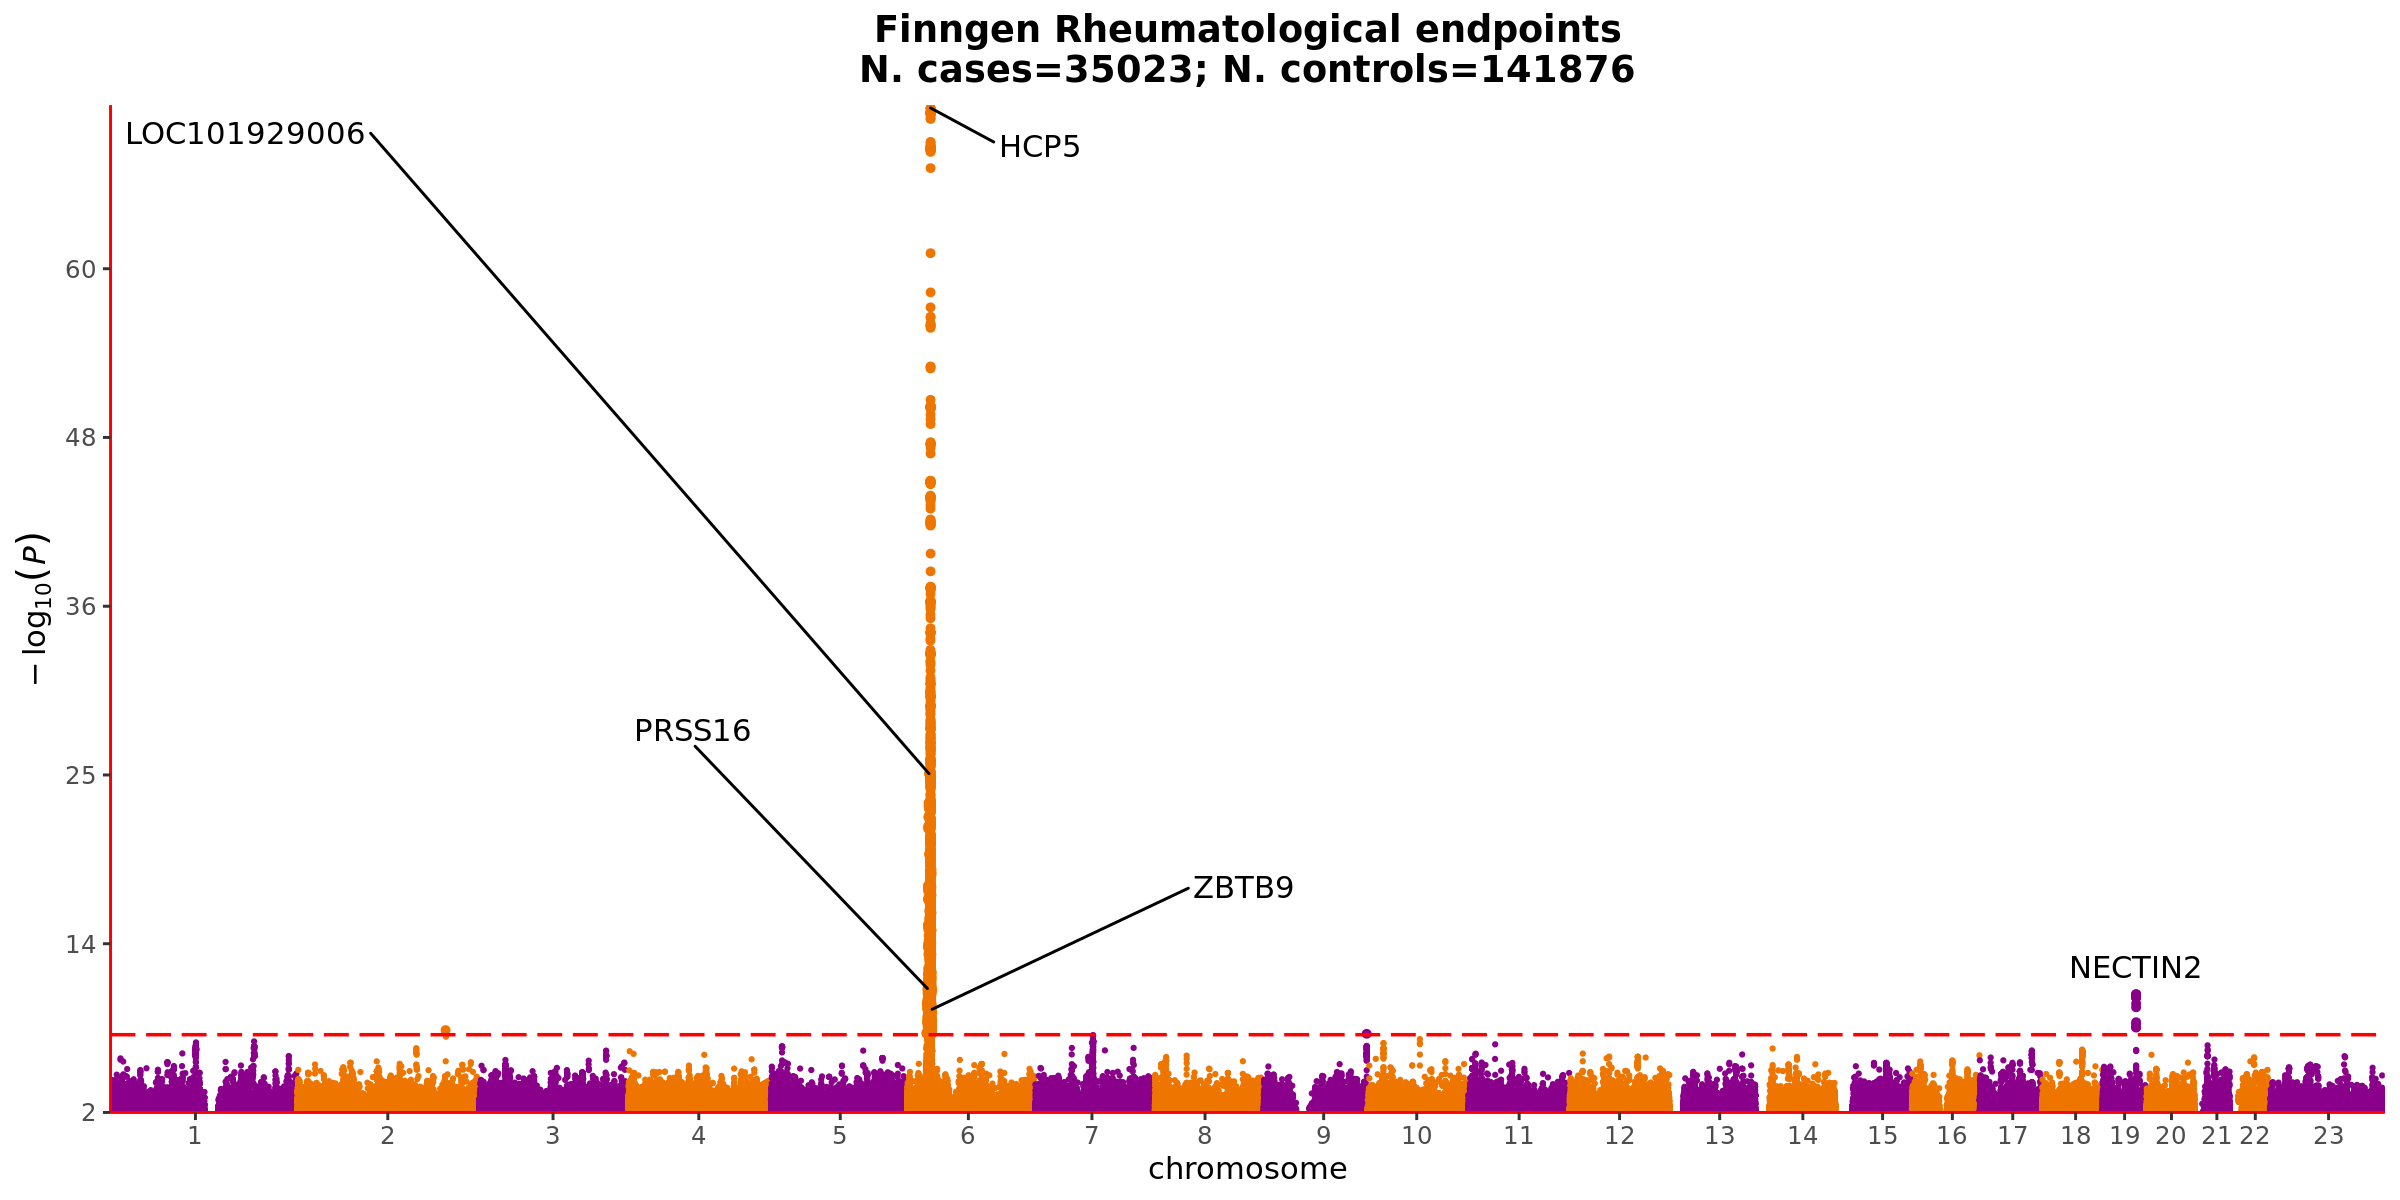 Finngen Rheumatological endpoints
N. cases=35023; N. controls=141876
LOC101929006
HCP5
PRSS16
ZBTB9
NECTIN2
− log10(P)
60
48
36
25
14
2
1 2 3 4 5 6 7 8 9 10 11 12 13 14 15 16 17 18 19 20 21 22 23
chromosome